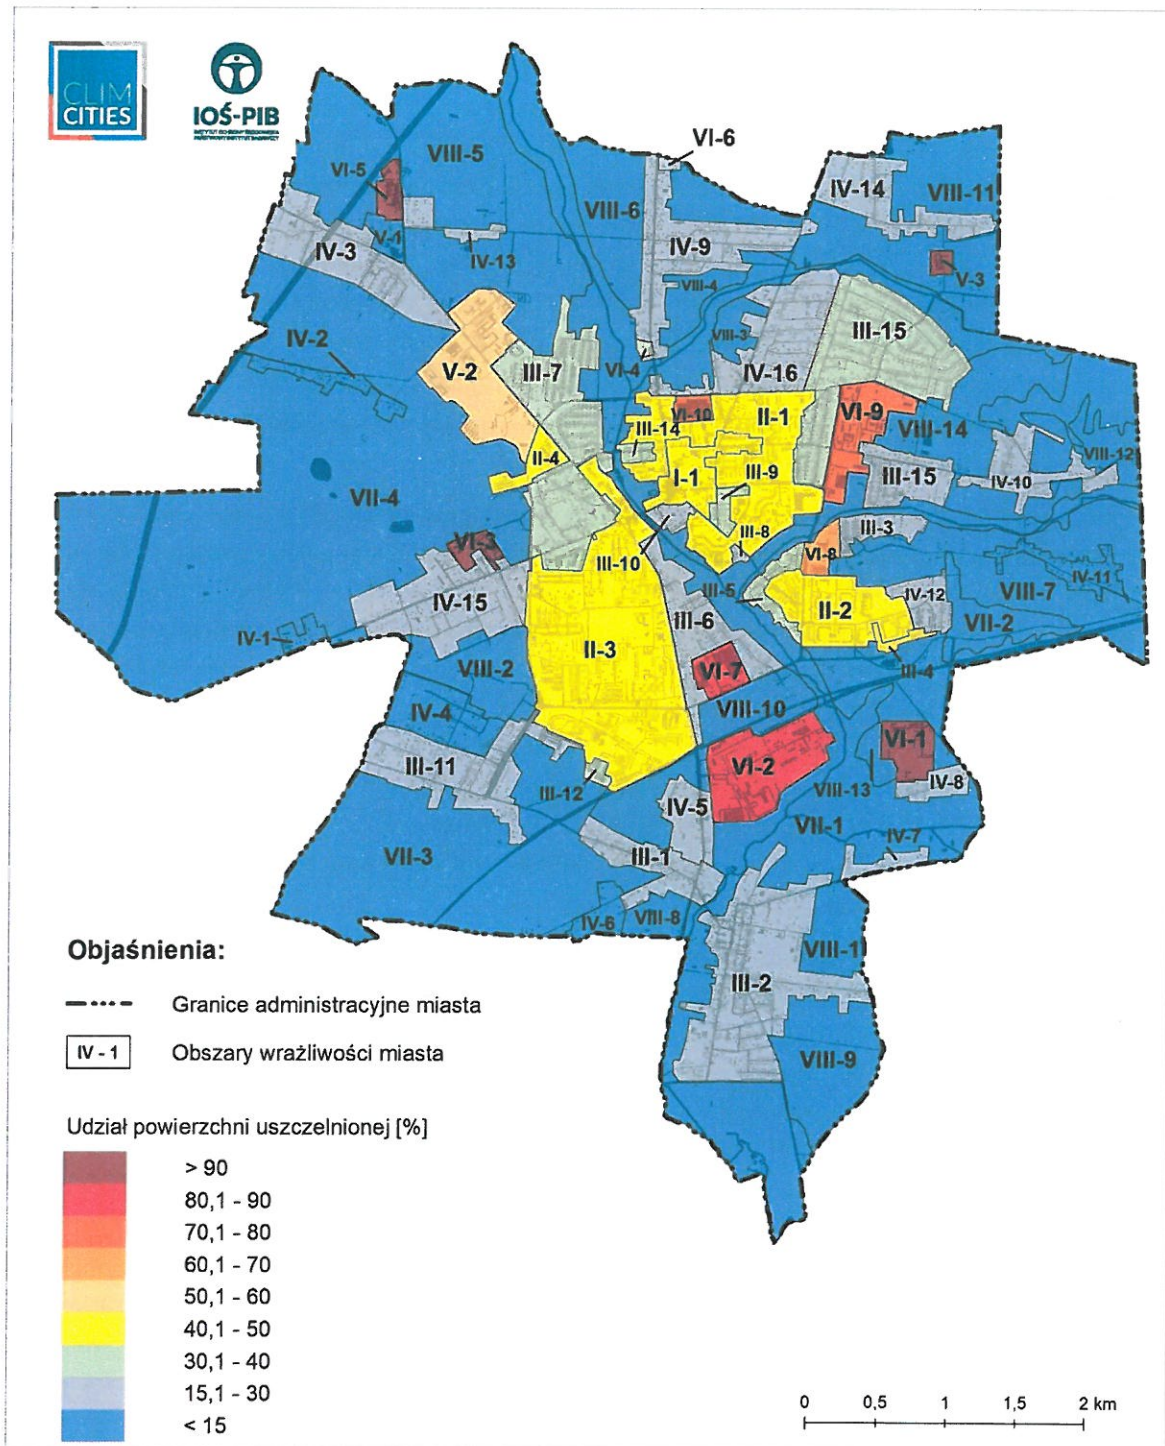 CLIM
CITIES
IOŚ-PIB
VI-6
VIII-5
VI-5
IV-14
VIII-11
VIII-6
V-1
IV-3
IV-13
IV-9
V-3
VIII-4
IV-2
VIII-3
III-15
V-2
III-7
VI-4
IV-16
VI-10
II-1
VI-9
III-14
VIII-14
II-4
I-1
III-9
VIII-12
III-15
IV-10
VII-4
III-3
VI-3
III-8
VI-8
III-10
IV-11
III-5
VIII-7
IV-15
IV-12
II-2
III-6
VII-2
IV-1
II-3
VIII-2
VI-7
III-4
IV-4
VIII-10
VI-1
III-11
VI-2
IV-8
III-12
VIII-13
IV-5
VII-1
IV-7
VII-3
III-1
IV-6
VIII-8
VIII-1
III-2
VIII-9
Objaśnienia:
Granice administracyjne miasta
IV - 1 Obszary wrażliwości miasta
Udział powierzchni uszczelnionej [%]
> 90
80,1 - 90
70,1 - 80
60,1 - 70
50,1 - 60
40,1 - 50
30,1 - 40
15,1 - 30
< 15
0 0,5 1 1,5 2 km